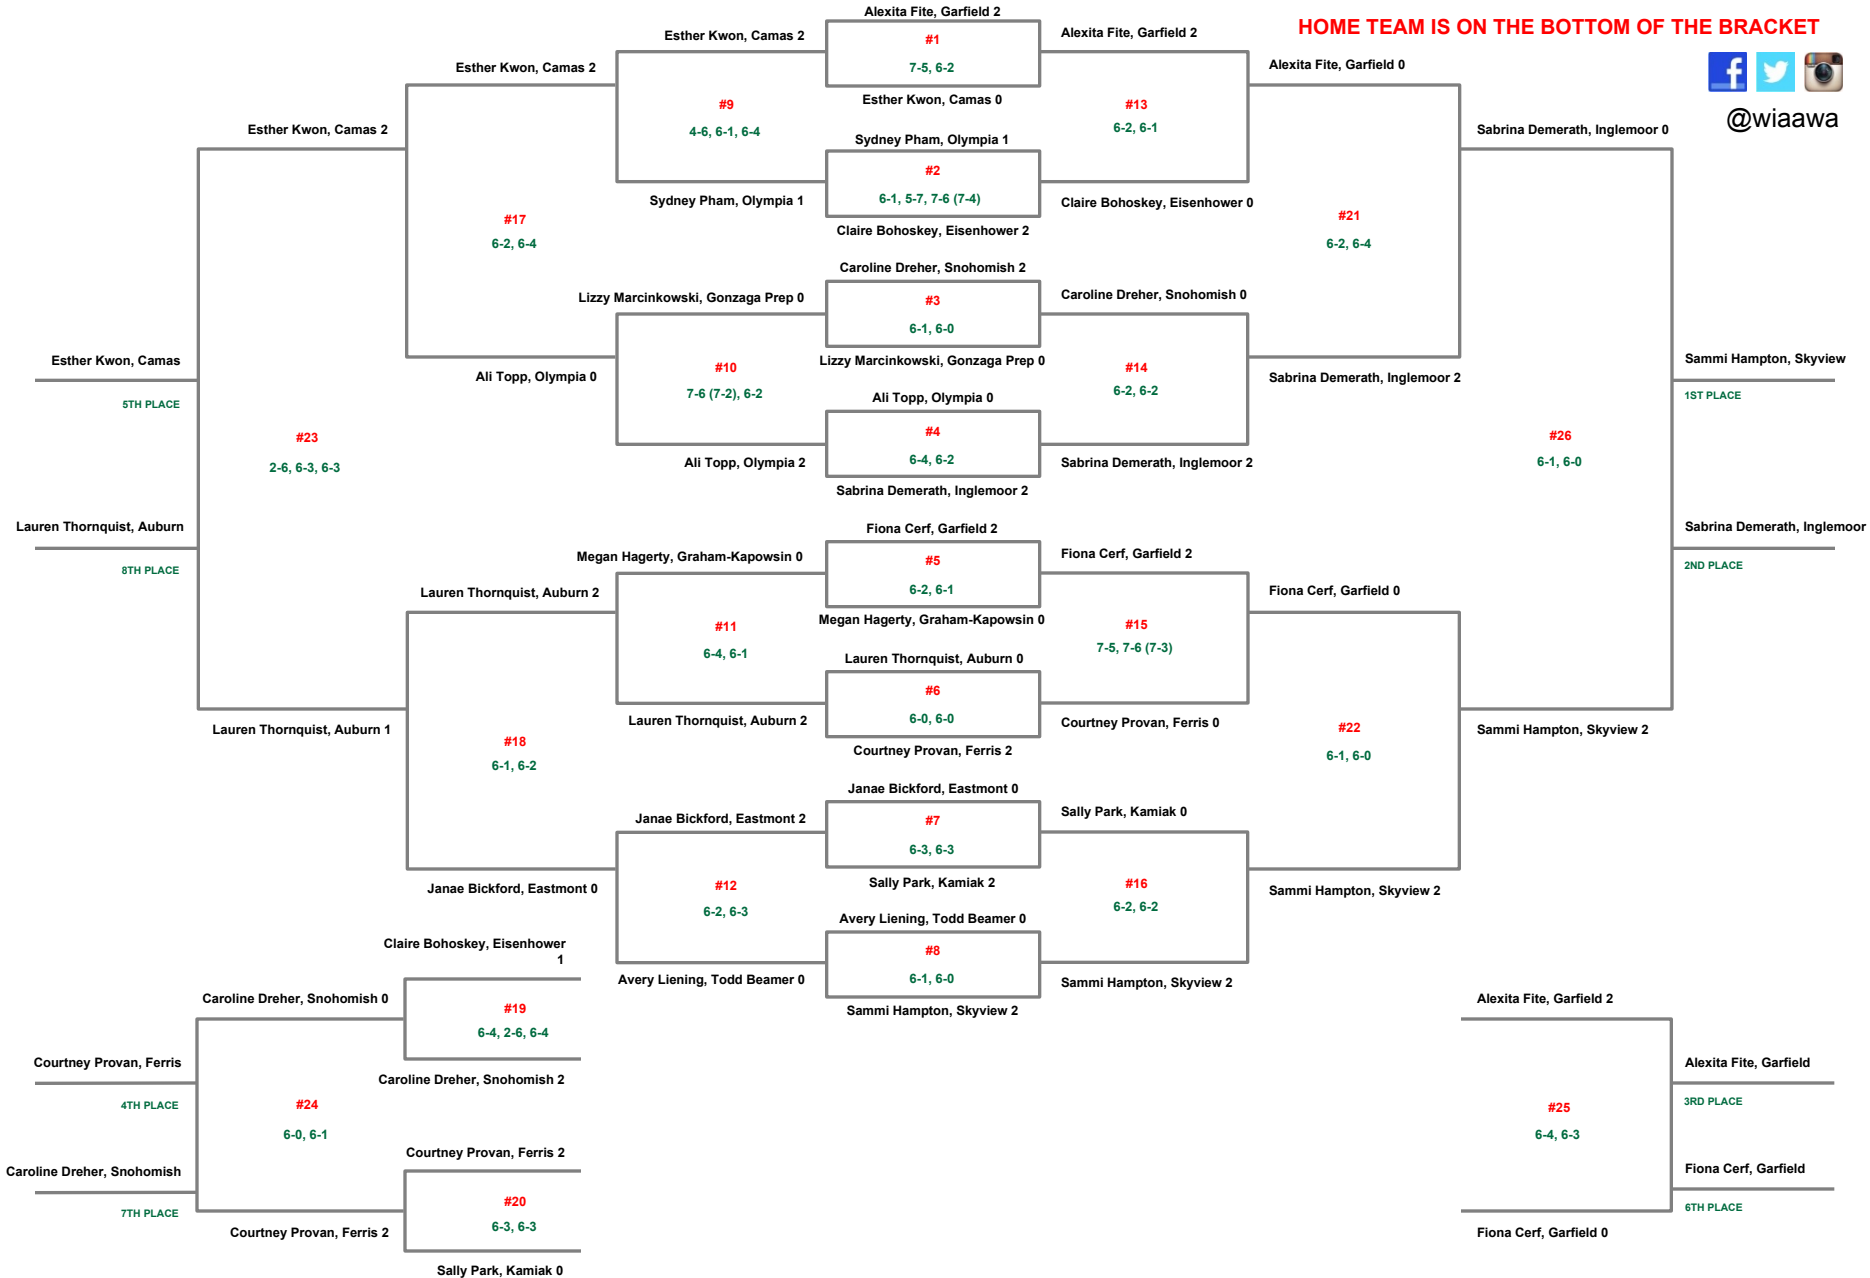 HOME TEAM IS ON THE BOTTOM OF THE BRACKET
@wiaawa
Alexita Fite, Garfield 2
#1
7-5, 6-2
Esther Kwon, Camas 0
Sydney Pham, Olympia 1
#2
6-1, 5-7, 7-6 (7-4)
Claire Bohoskey, Eisenhower 2
Caroline Dreher, Snohomish 2
#3
6-1, 6-0
Lizzy Marcinkowski, Gonzaga Prep 0
Ali Topp, Olympia 0
#4
6-4, 6-2
Sabrina Demerath, Inglemoor 2
Fiona Cerf, Garfield 2
#5
6-2, 6-1
Megan Hagerty, Graham-Kapowsin 0
Lauren Thornquist, Auburn 0
#6
6-0, 6-0
Courtney Provan, Ferris 2
Janae Bickford, Eastmont 0
#7
6-3, 6-3
Sally Park, Kamiak 2
Avery Liening, Todd Beamer 0
#8
6-1, 6-0
Sammi Hampton, Skyview 2
Esther Kwon, Camas 2
#9
4-6, 6-1, 6-4
Sydney Pham, Olympia 1
Lizzy Marcinkowski, Gonzaga Prep 0
#10
7-6 (7-2), 6-2
Ali Topp, Olympia 2
Megan Hagerty, Graham-Kapowsin 0
#11
6-4, 6-1
Lauren Thornquist, Auburn 2
Janae Bickford, Eastmont 2
#12
6-2, 6-3
Avery Liening, Todd Beamer 0
Alexita Fite, Garfield 2
#13
6-2, 6-1
Claire Bohoskey, Eisenhower 0
Caroline Dreher, Snohomish 0
#14
6-2, 6-2
Sabrina Demerath, Inglemoor 2
Fiona Cerf, Garfield 2
#15
7-5, 7-6 (7-3)
Courtney Provan, Ferris 0
Sally Park, Kamiak 0
#16
6-2, 6-2
Sammi Hampton, Skyview 2
Esther Kwon, Camas 2
#17
6-2, 6-4
Ali Topp, Olympia 0
Lauren Thornquist, Auburn 2
#18
6-1, 6-2
Janae Bickford, Eastmont 0
Claire Bohoskey, Eisenhower
1
#19
6-4, 2-6, 6-4
Caroline Dreher, Snohomish 2
Courtney Provan, Ferris 2
#20
6-3, 6-3
Sally Park, Kamiak 0
Alexita Fite, Garfield 0
#21
6-2, 6-4
Sabrina Demerath, Inglemoor 2
Fiona Cerf, Garfield 0
#22
6-1, 6-0
Sammi Hampton, Skyview 2
Esther Kwon, Camas 2
#23
2-6, 6-3, 6-3
Lauren Thornquist, Auburn 1
Esther Kwon, Camas
5TH PLACE
Lauren Thornquist, Auburn
8TH PLACE
Caroline Dreher, Snohomish 0
#24
6-0, 6-1
Courtney Provan, Ferris 2
Courtney Provan, Ferris
4TH PLACE
Caroline Dreher, Snohomish
7TH PLACE
Alexita Fite, Garfield 2
#25
6-4, 6-3
Fiona Cerf, Garfield 0
Alexita Fite, Garfield
3RD PLACE
Fiona Cerf, Garfield
6TH PLACE
Sabrina Demerath, Inglemoor 0
#26
6-1, 6-0
Sammi Hampton, Skyview 2
Sammi Hampton, Skyview
1ST PLACE
Sabrina Demerath, Inglemoor
2ND PLACE